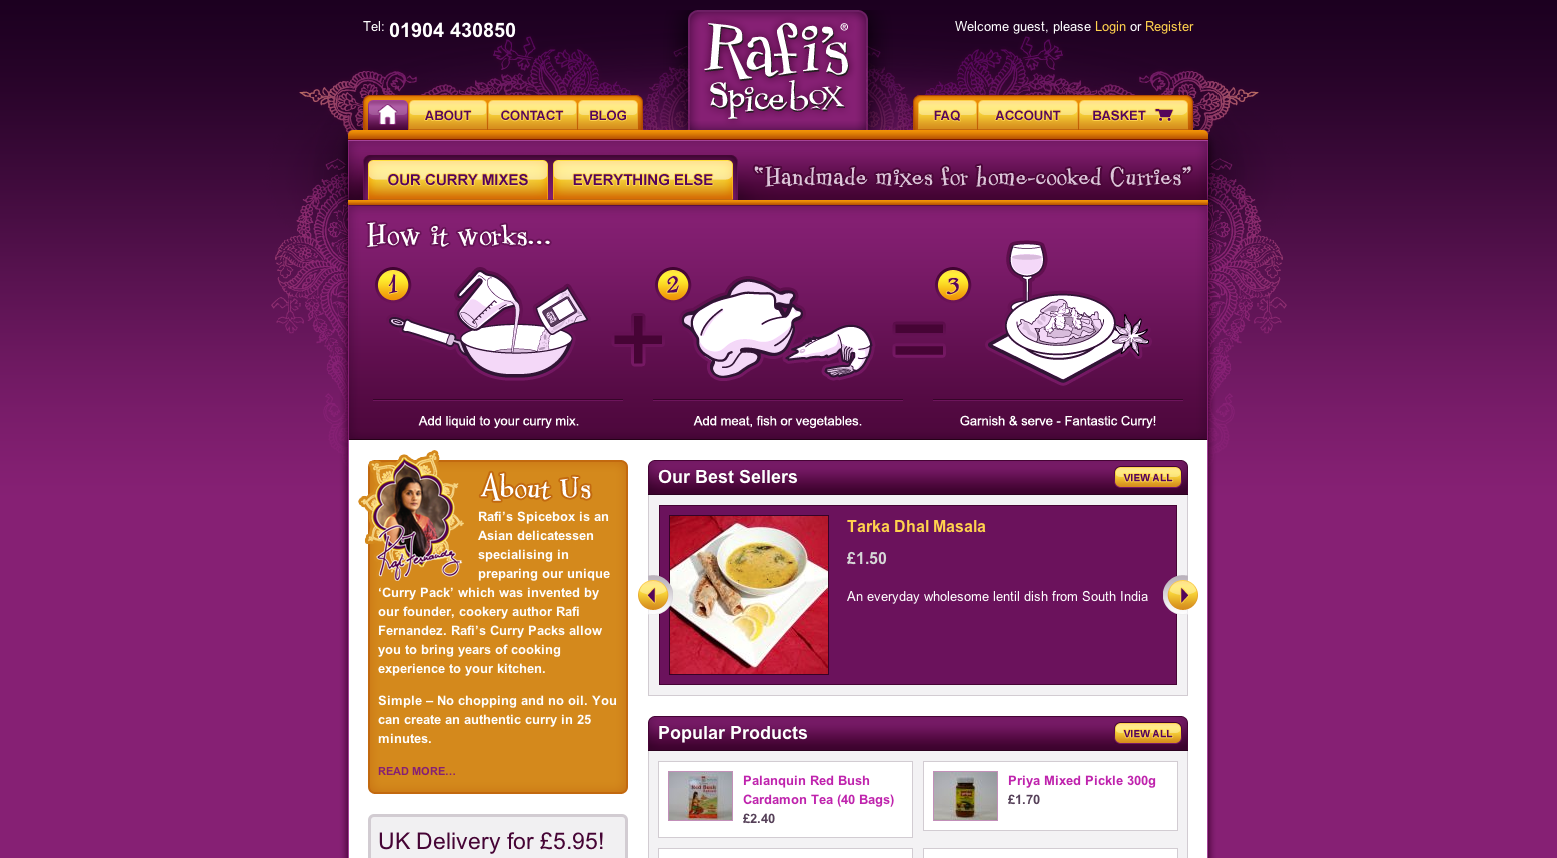 Tel: 01904 430850
Rafi's
Spicebox
®
Welcome guest, please Login or Register
ABOUT
CONTACT
BLOG
FAQ
ACCOUNT
BASKET
OUR CURRY MIXES
EVERYTHING ELSE
“Handmade mixes for home-cooked Curries”
How it works...
1
2
3
Add liquid to your curry mix.
Add meat, fish or vegetables.
Garnish & serve - Fantastic Curry!
About Us
Rafi Fernandez
Rafi’s Spicebox is an
Asian delicatessen
specialising in
preparing our unique
‘Curry Pack’ which was invented by
our founder, cookery author Rafi
Fernandez. Rafi’s Curry Packs allow
you to bring years of cooking
experience to your kitchen.
Simple – No chopping and no oil. You
can create an authentic curry in 25
minutes.
READ MORE...
UK Delivery for £5.95!
Our Best Sellers
VIEW ALL
Tarka Dhal Masala
£1.50
An everyday wholesome lentil dish from South India
Popular Products
VIEW ALL
Palanquin Red Bush
Cardamon Tea (40 Bags)
£2.40
Priya Mixed Pickle 300g
£1.70